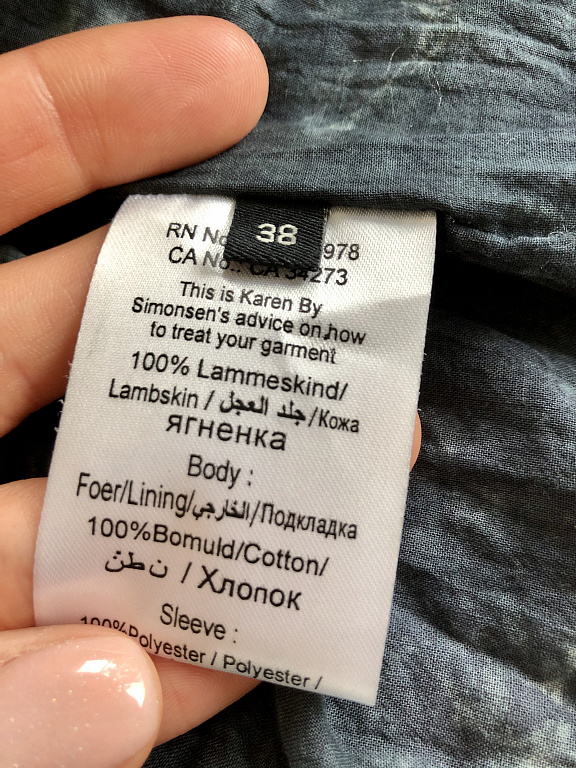 38
RN No 978
CA No.: CA 34273
This is Karen By
Simonsen's advice on how
to treat your garment
100% Lammeskind/
Lambskin / جلد العجل /Кожа
ягненка
Body :
Foer/Lining/الخارجي/Подкладка
100%Bomuld/Cotton/
ن طن / Хлопок
Sleeve :
100%Polyester / Polyester /